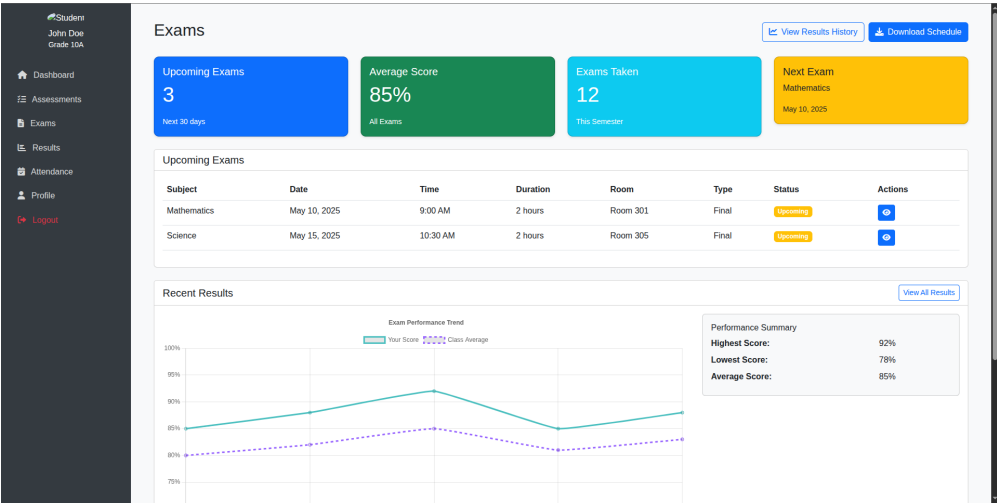 Student
John Doe
Grade 10A
Dashboard
Assessments
Exams
Results
Attendance
Profile
Logout
Exams
View Results History
Download Schedule
Upcoming Exams
3
Next 30 days
Average Score
85%
All Exams
Exams Taken
12
This Semester
Next Exam
Mathematics
May 10, 2025
Upcoming Exams
Subject Date Time Duration Room Type Status Actions
Mathematics May 10, 2025 9:00 AM 2 hours Room 301 Final Upcoming
Science May 15, 2025 10:30 AM 2 hours Room 305 Final Upcoming
Recent Results
View All Results
Exam Performance Trend
Your Score Class Average
100%
95%
90%
85%
80%
75%
Performance Summary
Highest Score: 92%
Lowest Score: 78%
Average Score: 85%